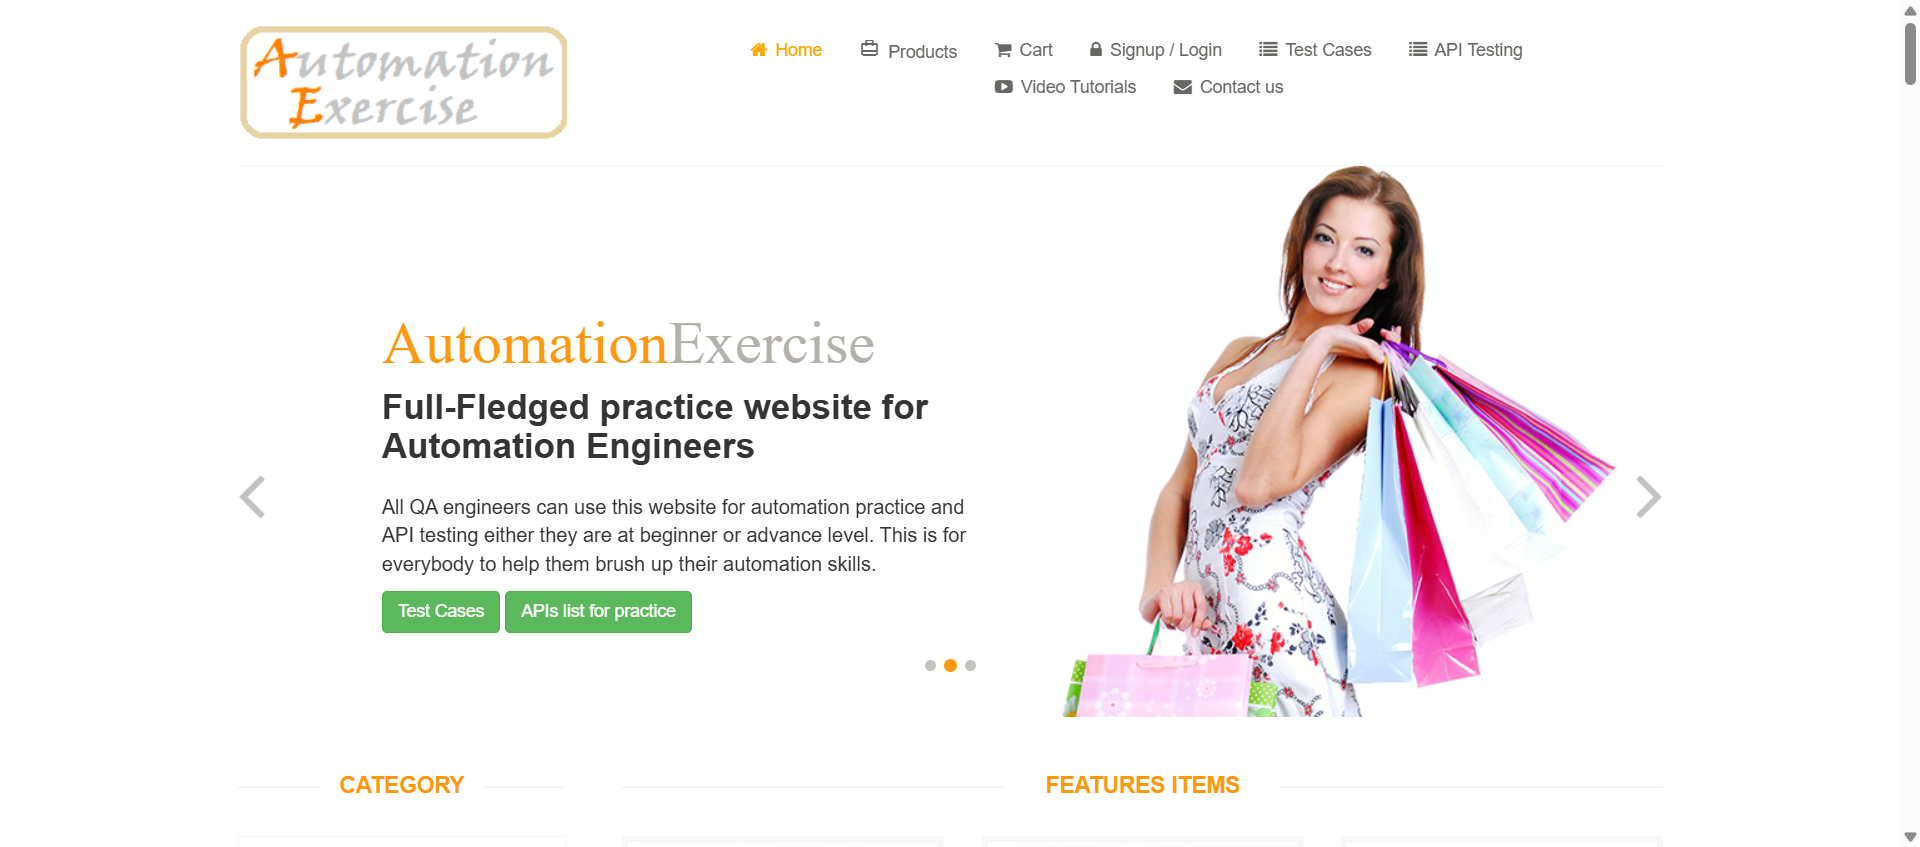 Automation
Exercise
Home
Products
Cart
Signup / Login
Test Cases
API Testing
Video Tutorials
Contact us
AutomationExercise
Full-Fledged practice website for
Automation Engineers
All QA engineers can use this website for automation practice and
API testing either they are at beginner or advance level. This is for
everybody to help them brush up their automation skills.
Test Cases
APIs list for practice
CATEGORY
FEATURES ITEMS